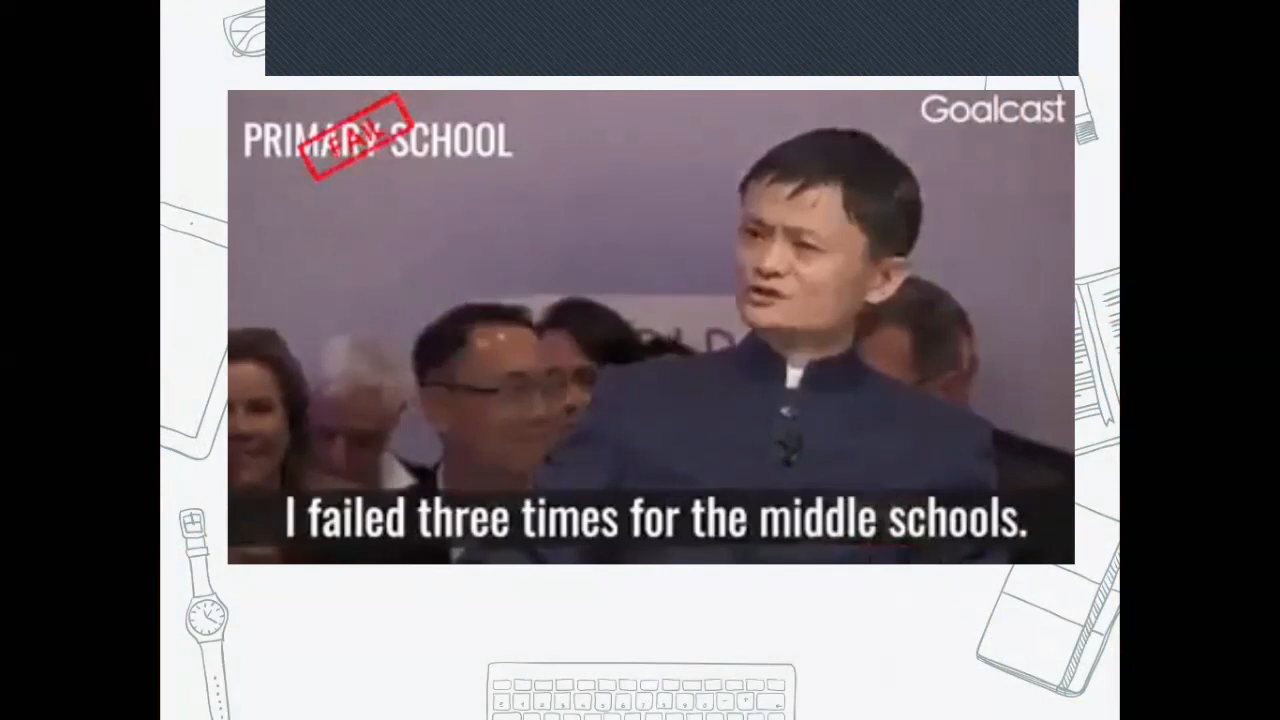 Goalcast
PRIMARY SCHOOL
FAIL
I failed three times for the middle schools.